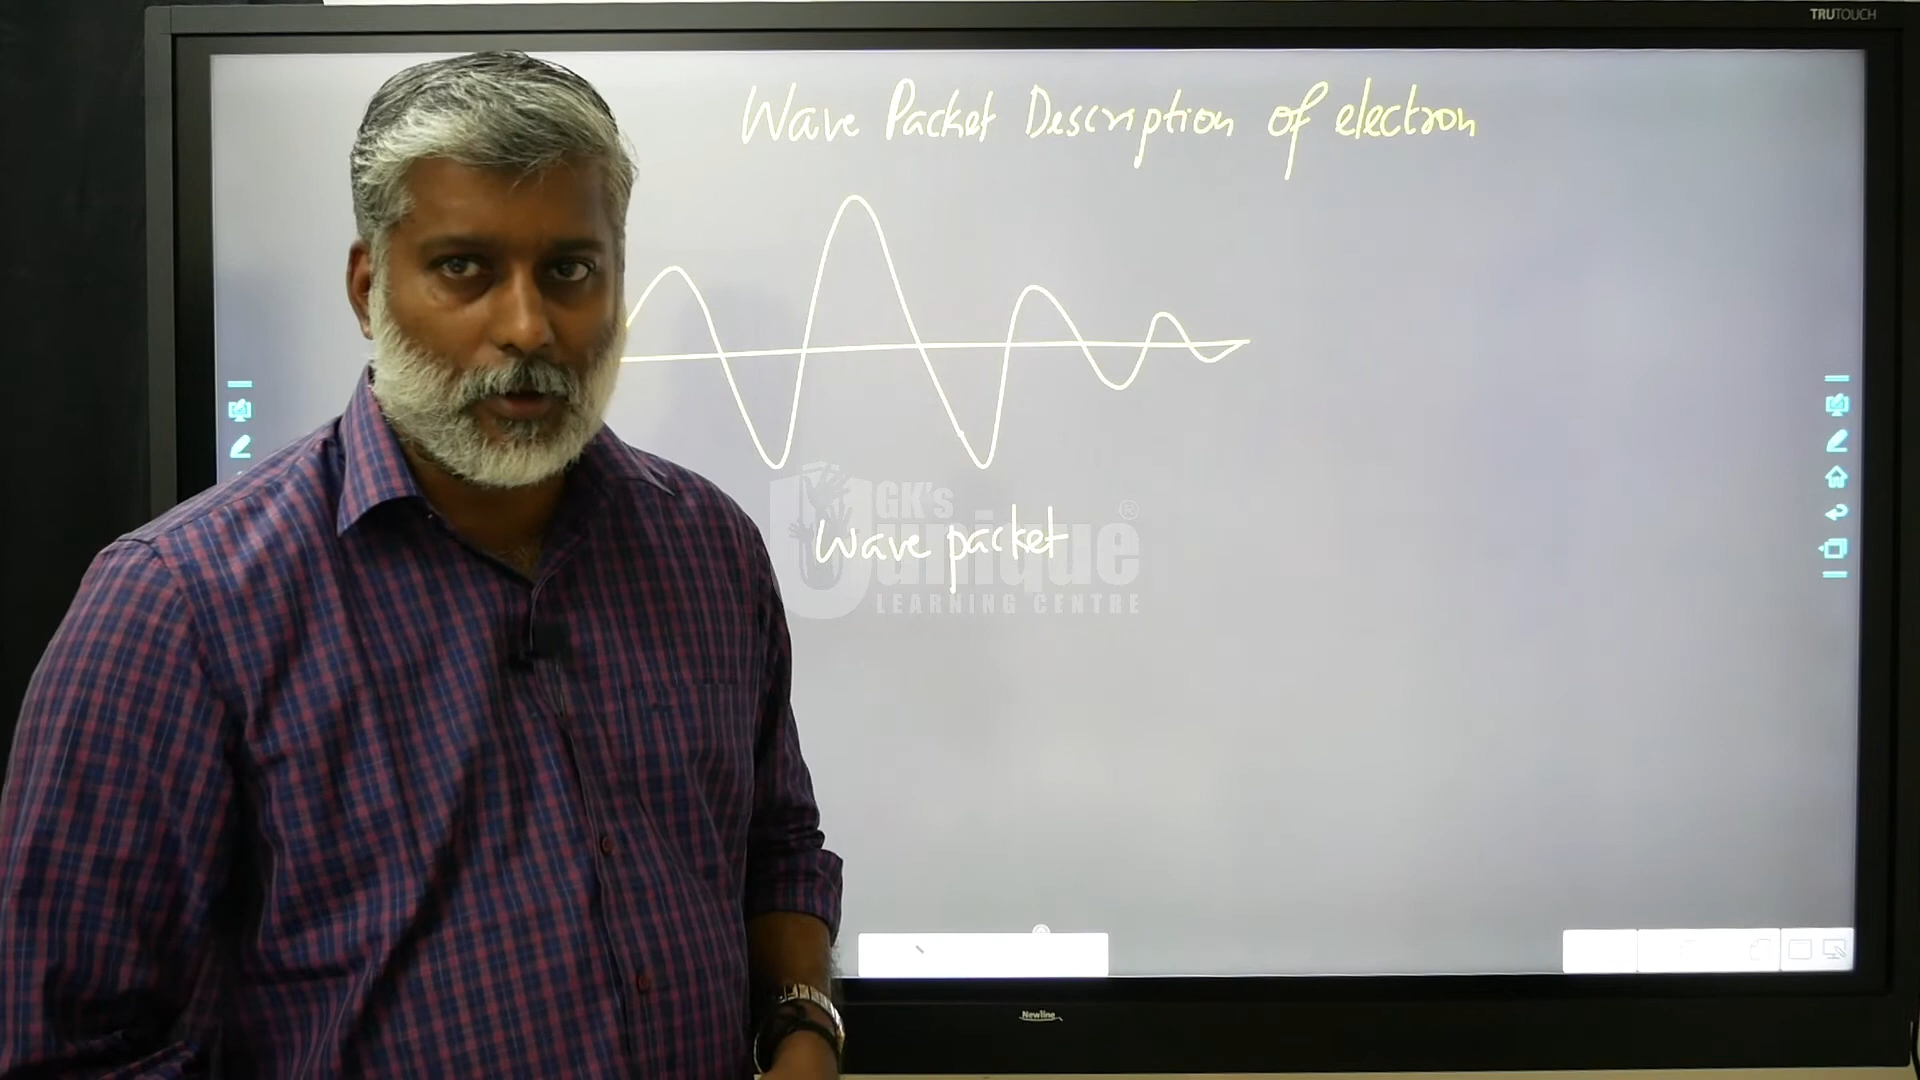 TRUTOUCH
Wave Packet Description of electron
GK's
unique®
LEARNING CENTRE
wave packet
Newline